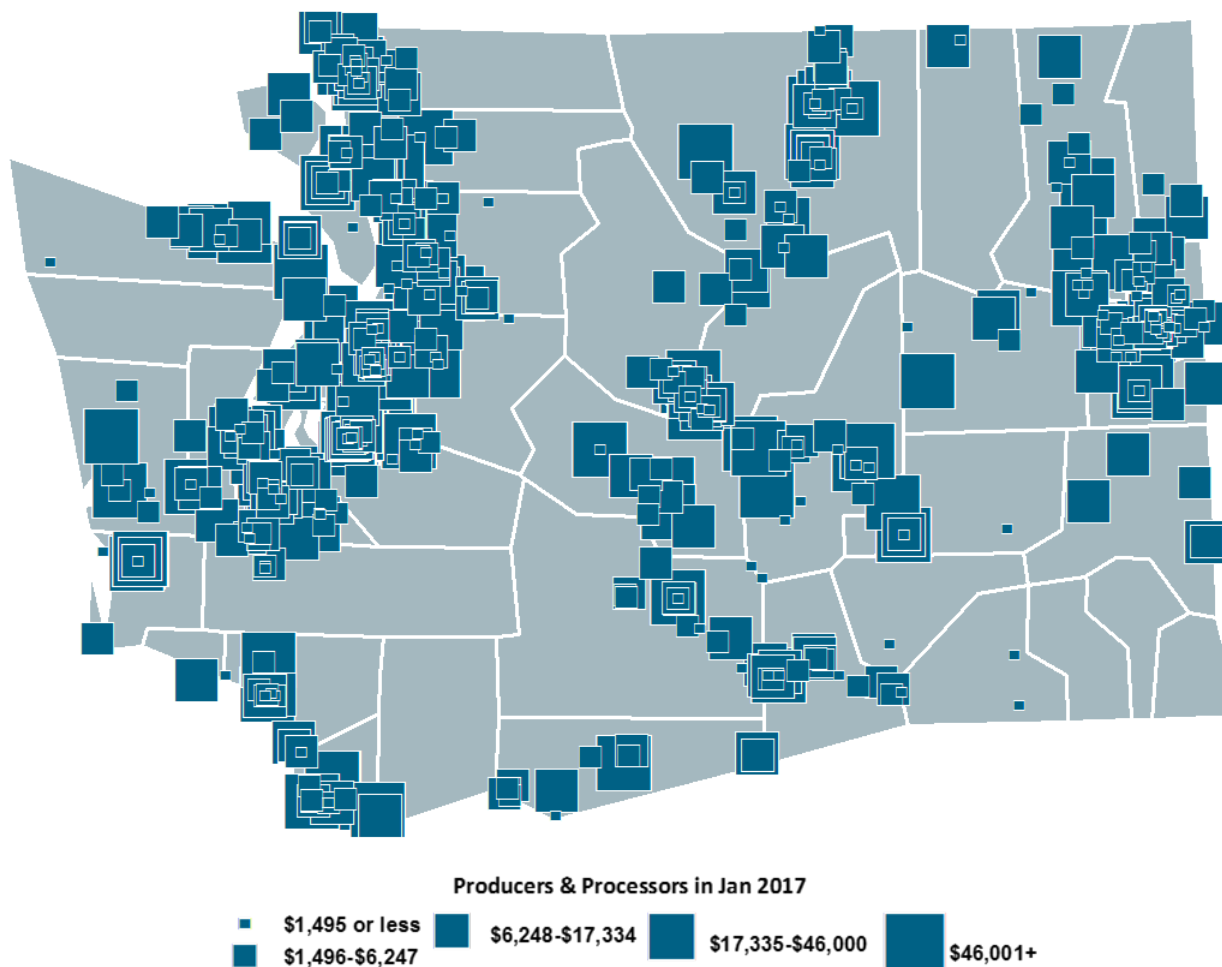 Producers & Processors in Jan 2017
$1,495 or less
$1,496-$6,247
$6,248-$17,334
$17,335-$46,000
$46,001+